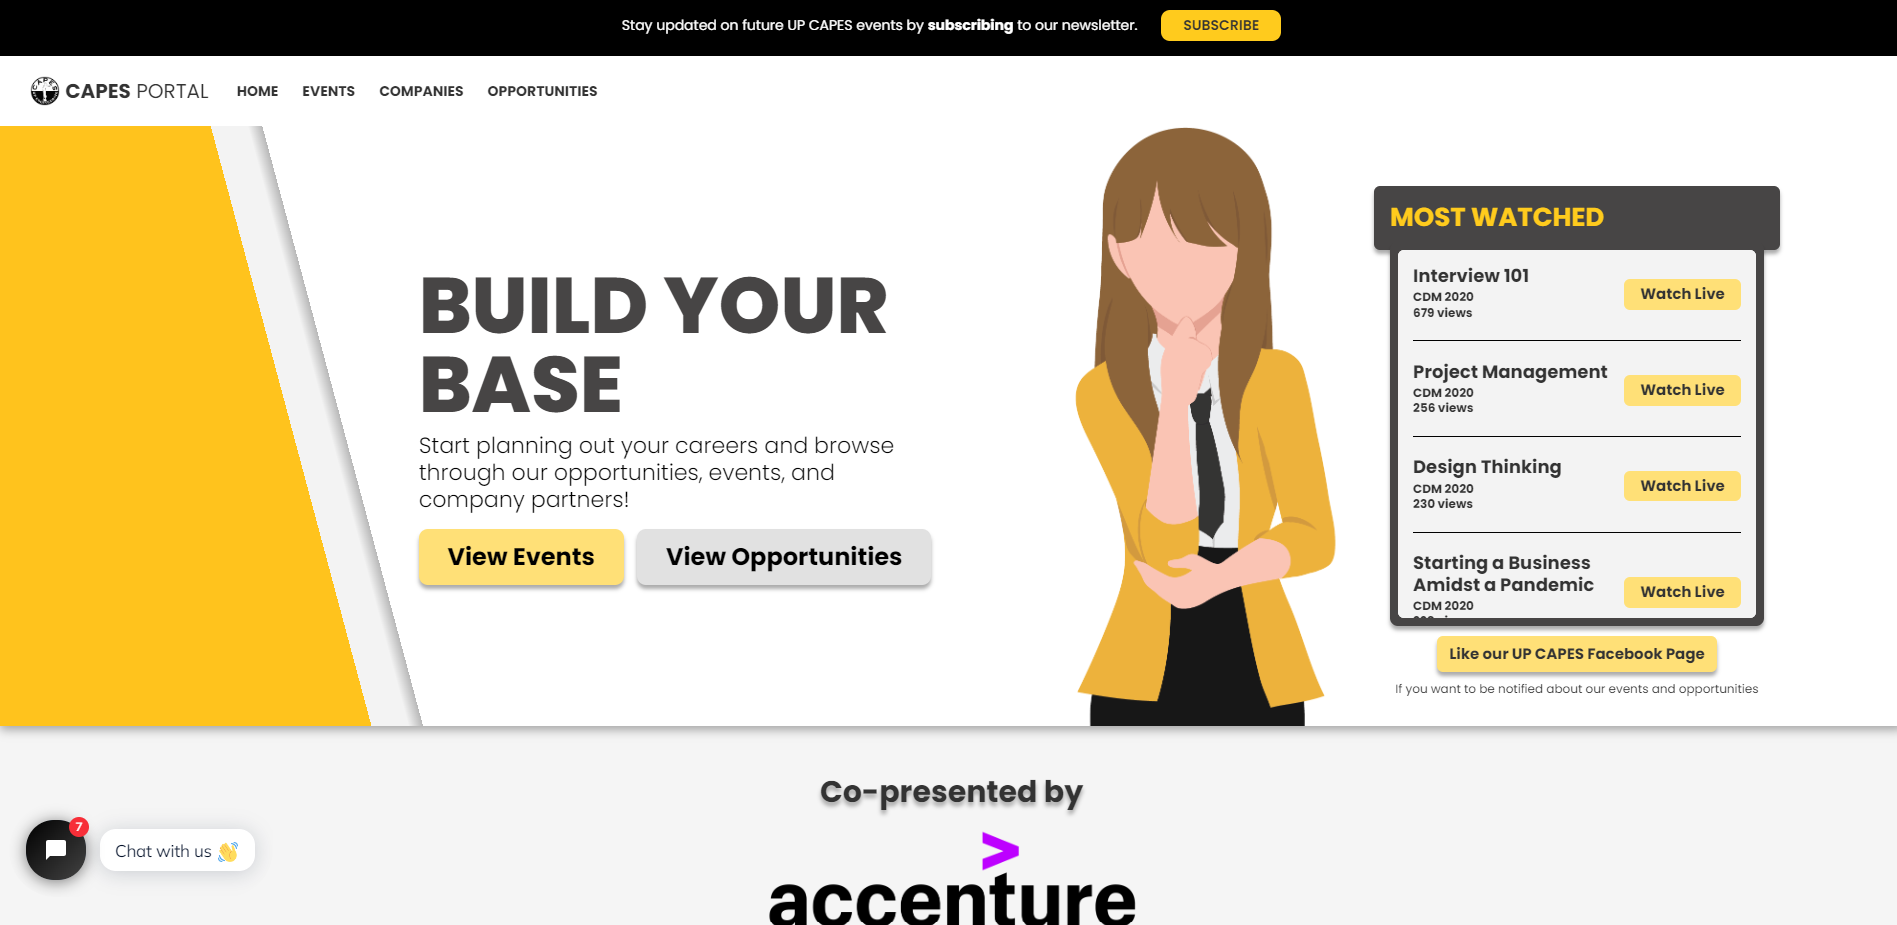 Stay updated on future UP CAPES events by subscribing to our newsletter. SUBSCRIBE
CAPES PORTAL HOME EVENTS COMPANIES OPPORTUNITIES
BUILD YOUR
BASE
Start planning out your careers and browse
through our opportunities, events, and
company partners!
View Events View Opportunities
MOST WATCHED
Interview 101
CDM 2020
679 views
Watch Live
Project Management
CDM 2020
256 views
Watch Live
Design Thinking
CDM 2020
230 views
Watch Live
Starting a Business
Amidst a Pandemic
CDM 2020
Watch Live
Like our UP CAPES Facebook Page
If you want to be notified about our events and opportunities
Co-presented by
accenture
7
Chat with us 👋